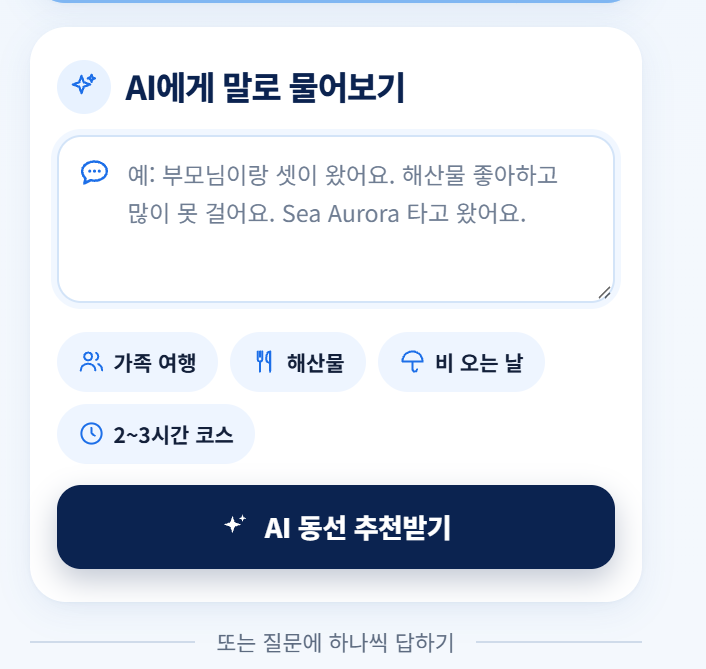 AI에게 말로 물어보기
예: 부모님이랑 셋이 왔어요. 해산물 좋아하고
많이 못 걸어요. Sea Aurora 타고 왔어요.
가족 여행
해산물
비 오는 날
2~3시간 코스
AI 동선 추천받기
또는 질문에 하나씩 답하기